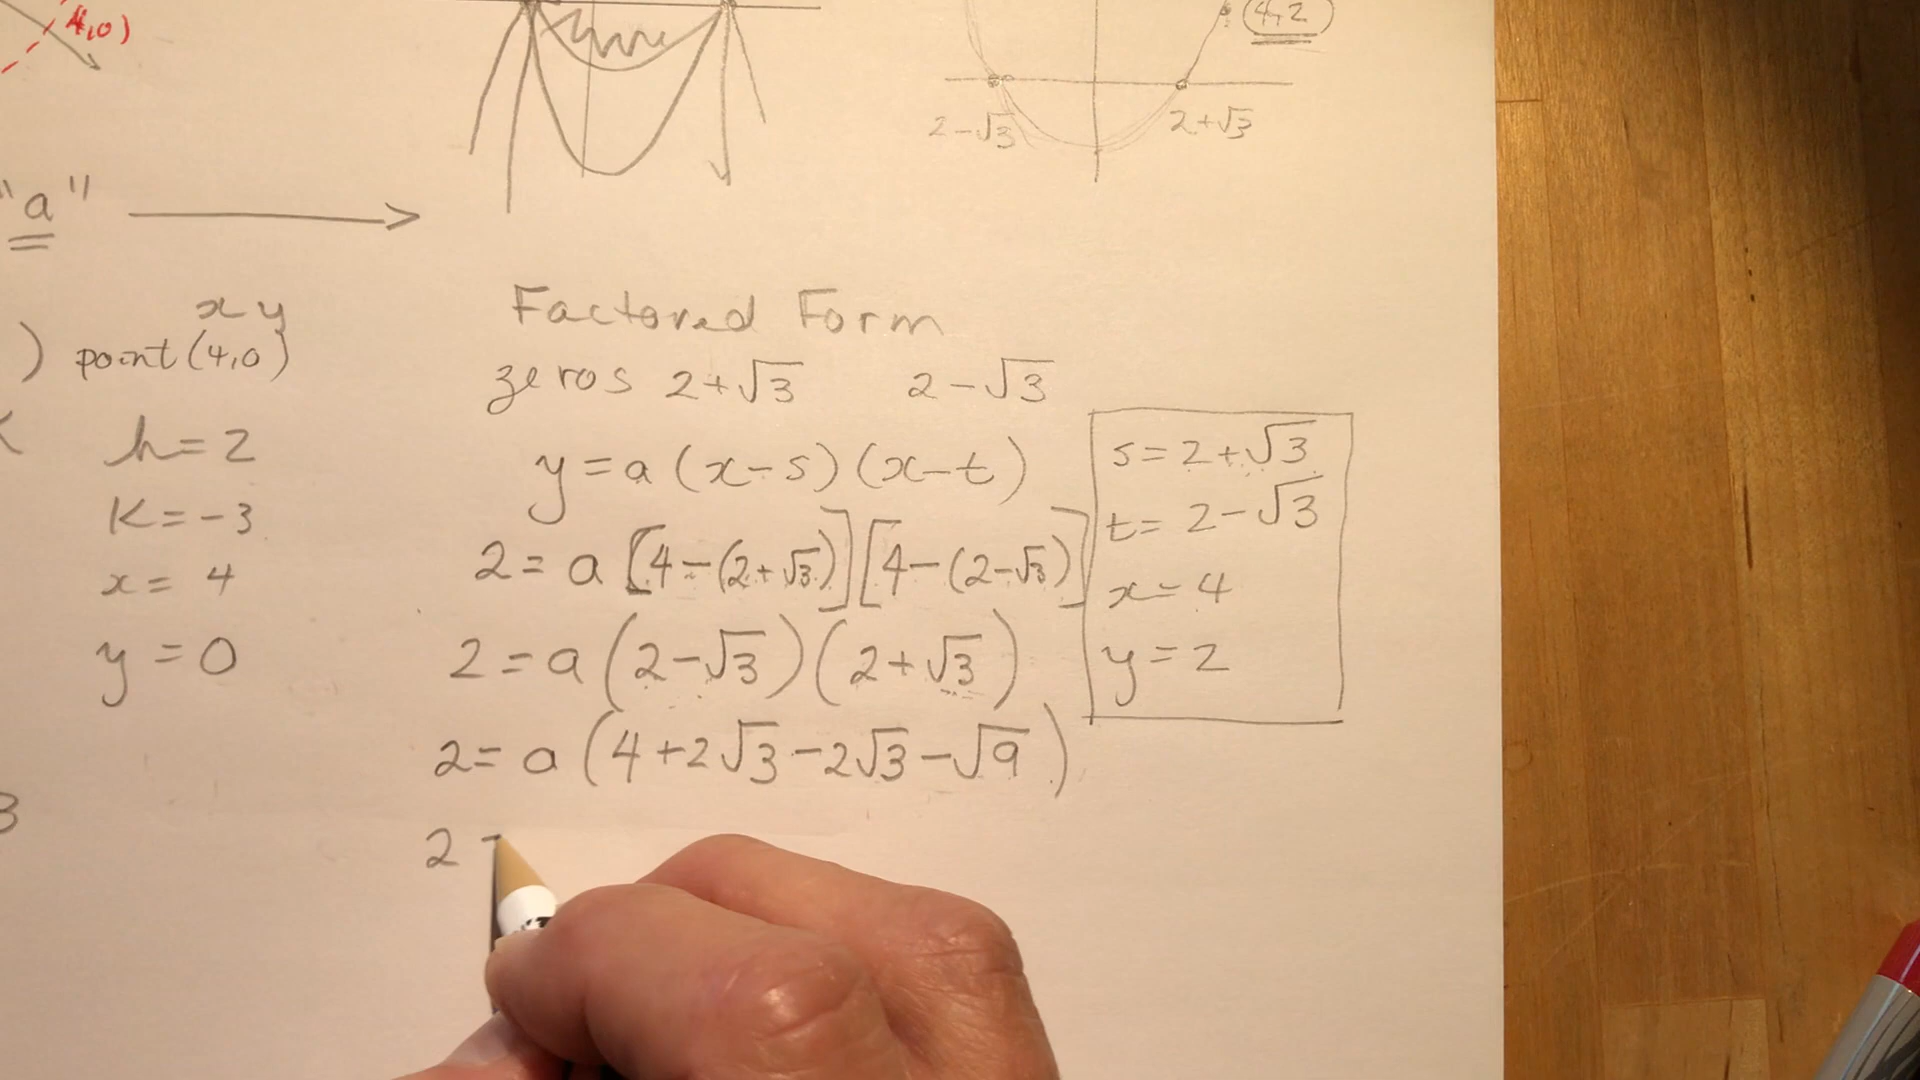 4,0)
4,2
2-√3
2+√3
"a"
x y
) point (4,0)
h = 2
K = -3
x = 4
y = 0
3
Factored Form
zeros 2+√3 2-√3
y = a (x-s) (x-t)
2 = a [4-(2+√3)] [4-(2-√3)]
2 = a (2-√3) (2+√3)
2 = a (4+2√3-2√3-√9)
2
s = 2+√3
t = 2-√3
x = 4
y = 2